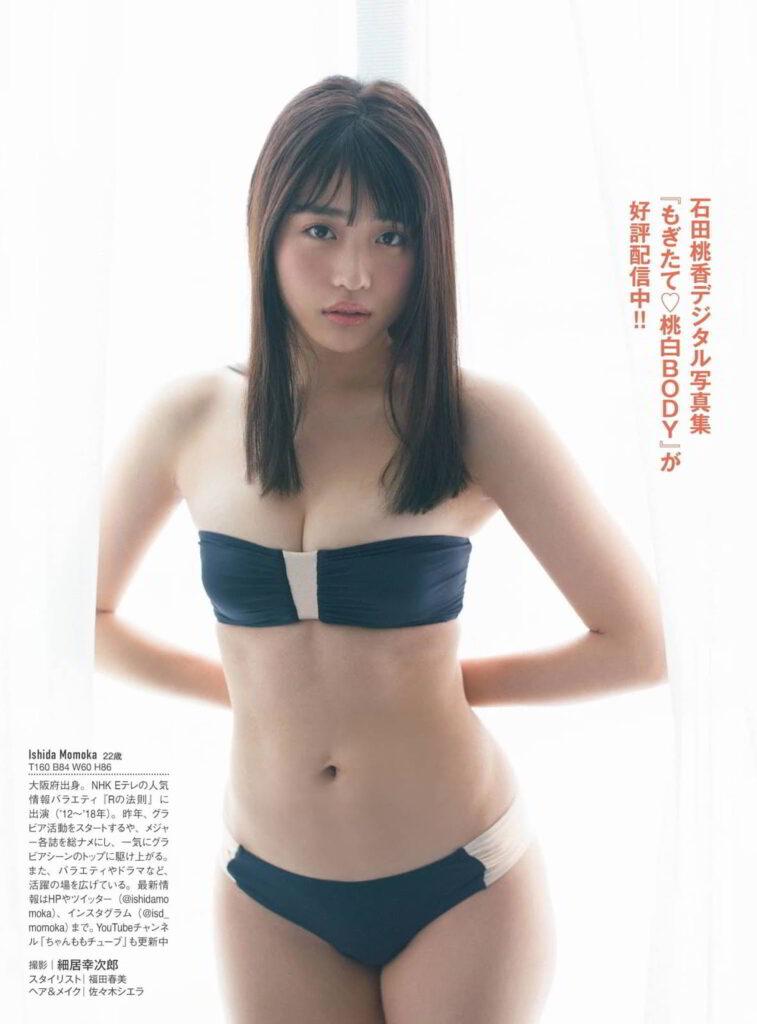 石田桃香デジタル写真集
『もぎたて♡桃白BODY』が
好評配信中!!
Ishida Momoka 22歳
T160 B84 W60 H86
大阪府出身。NHK Eテレの人気
情報バラエティ『Rの法則』に
出演（'12〜'18年）。昨年、グラ
ビア活動をスタートするや、メジャ
ー各誌を総ナメにし、一気にグラ
ビアシーンのトップに駆け上がる。
また、バラエティやドラマなど、
活躍の場を広げている。最新情
報はHPやツイッター（@ishidamo
moka）、インスタグラム（@isd_
momoka）まで。YouTubeチャンネ
ル「ちゃんももチューブ」も更新中
撮影│細居幸次郎
スタイリスト│福田春美
ヘア＆メイク│佐々木シエラ